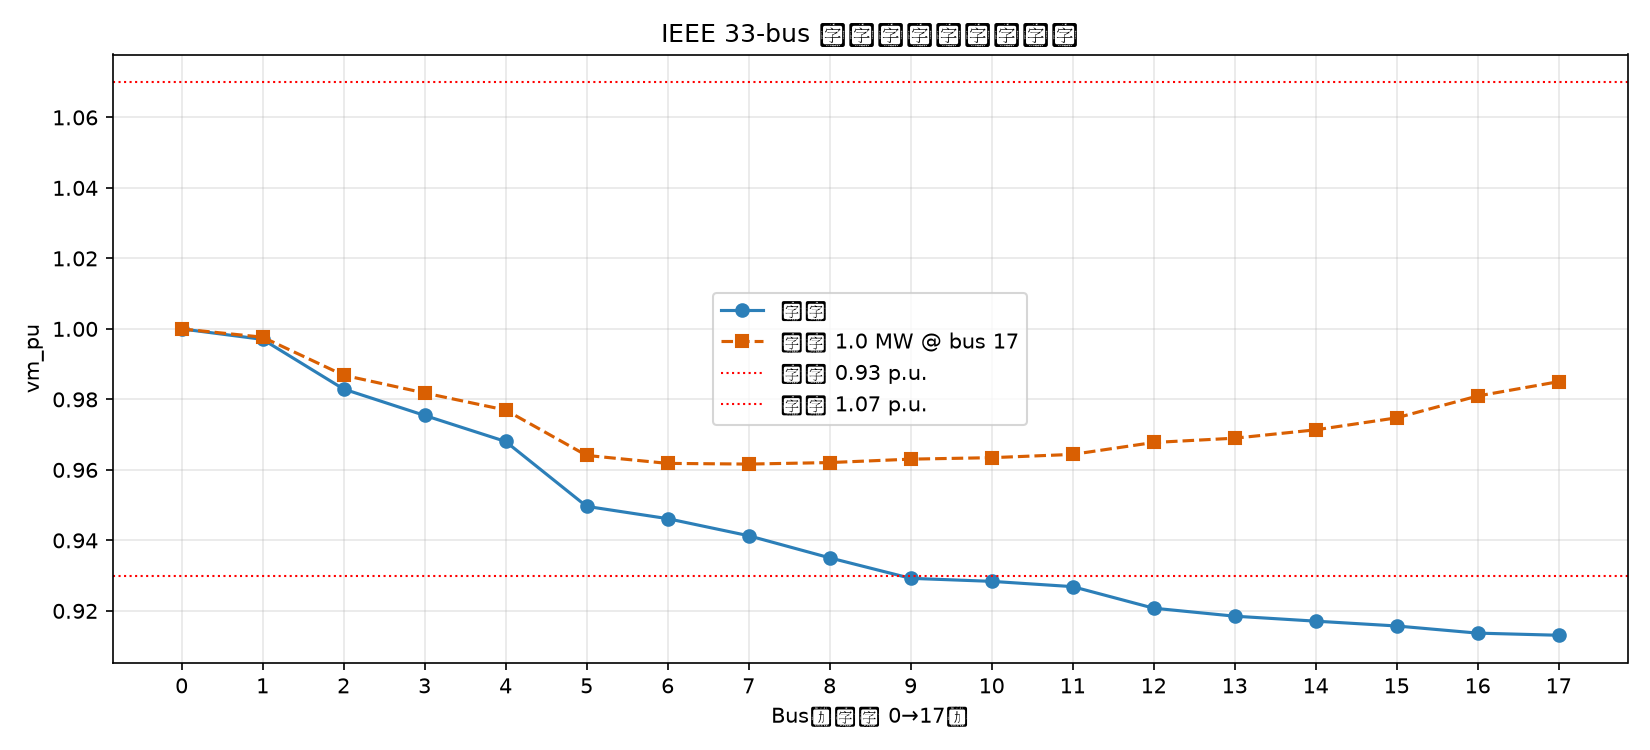 IEEE 33-bus
1.06
1.04
1.02
1.00
0.98
0.96
0.94
0.92
vm_pu
1.0 MW @ bus 17
0.93 p.u.
1.07 p.u.
0 1 2 3 4 5 6 7 8 9 10 11 12 13 14 15 16 17
Bus 0→17